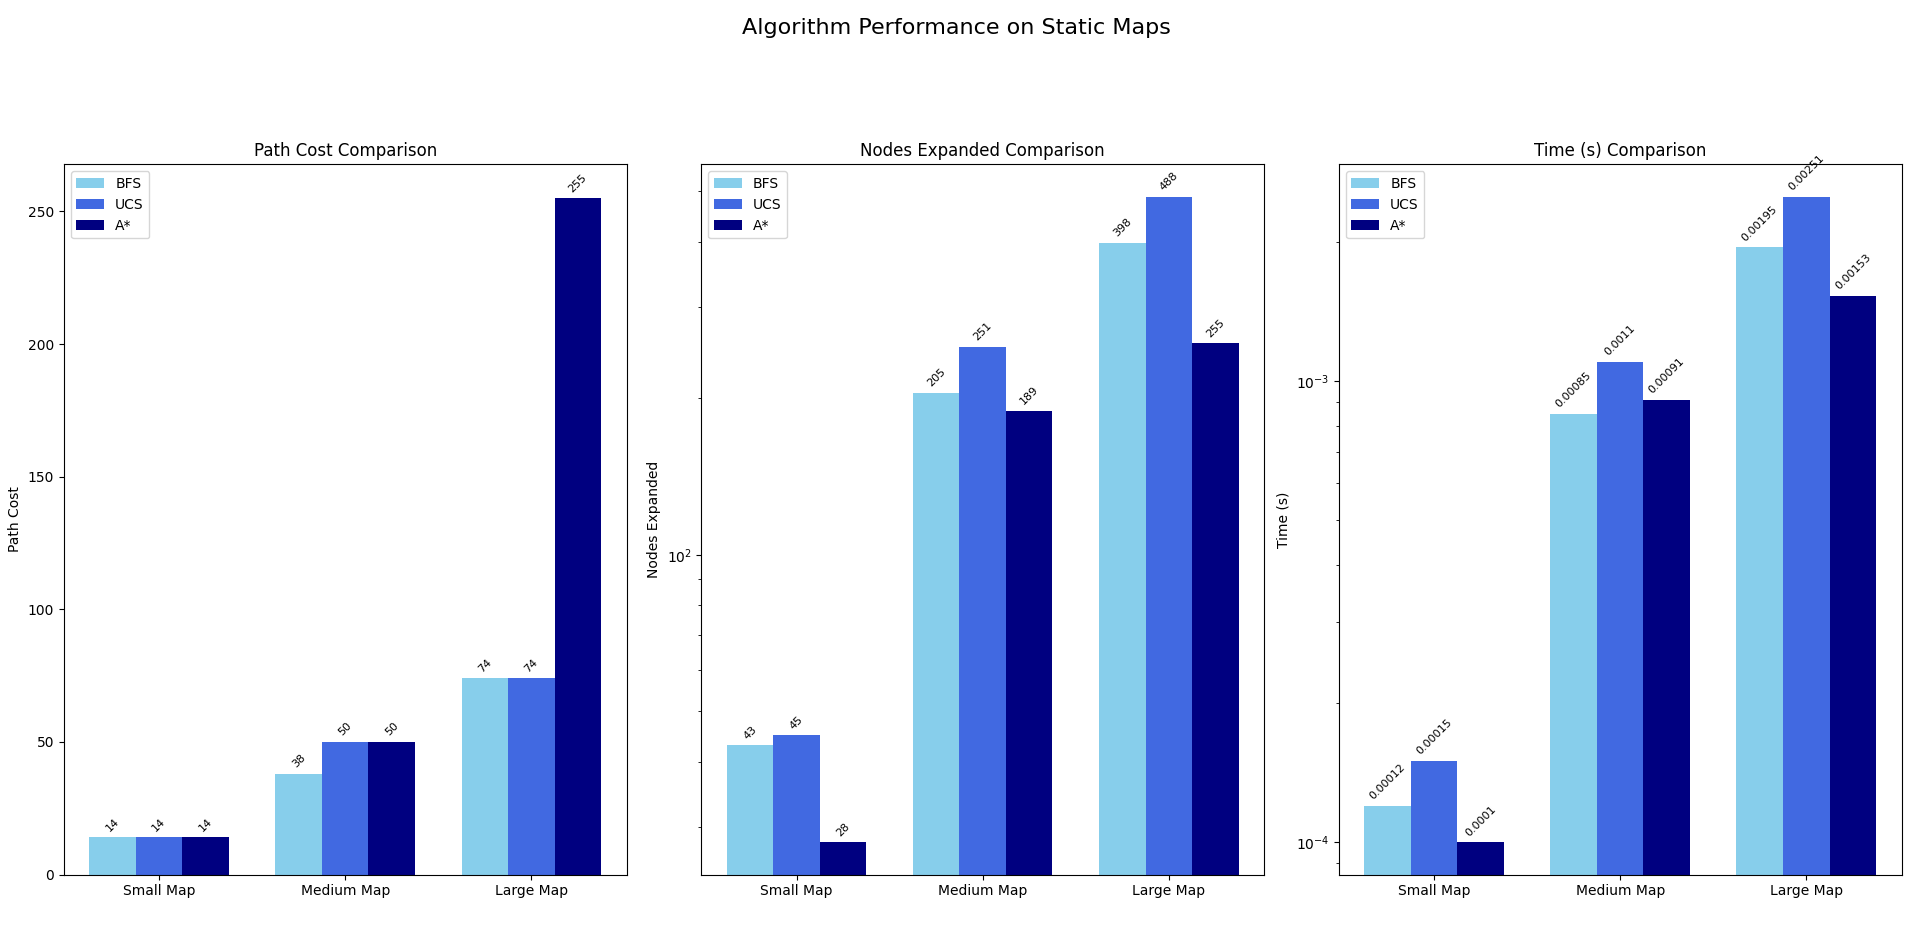 Algorithm Performance on Static Maps
Path Cost Comparison
BFS
UCS
A*
Path Cost
250
200
150
100
50
0
14
14
14
38
50
50
74
74
255
Small Map
Medium Map
Large Map
Nodes Expanded Comparison
BFS
UCS
A*
Nodes Expanded
10²
43
45
28
205
251
189
398
488
255
Small Map
Medium Map
Large Map
Time (s) Comparison
BFS
UCS
A*
Time (s)
10⁻³
10⁻⁴
0.00012
0.00015
0.0001
0.00085
0.0011
0.00091
0.00195
0.00251
0.00153
Small Map
Medium Map
Large Map